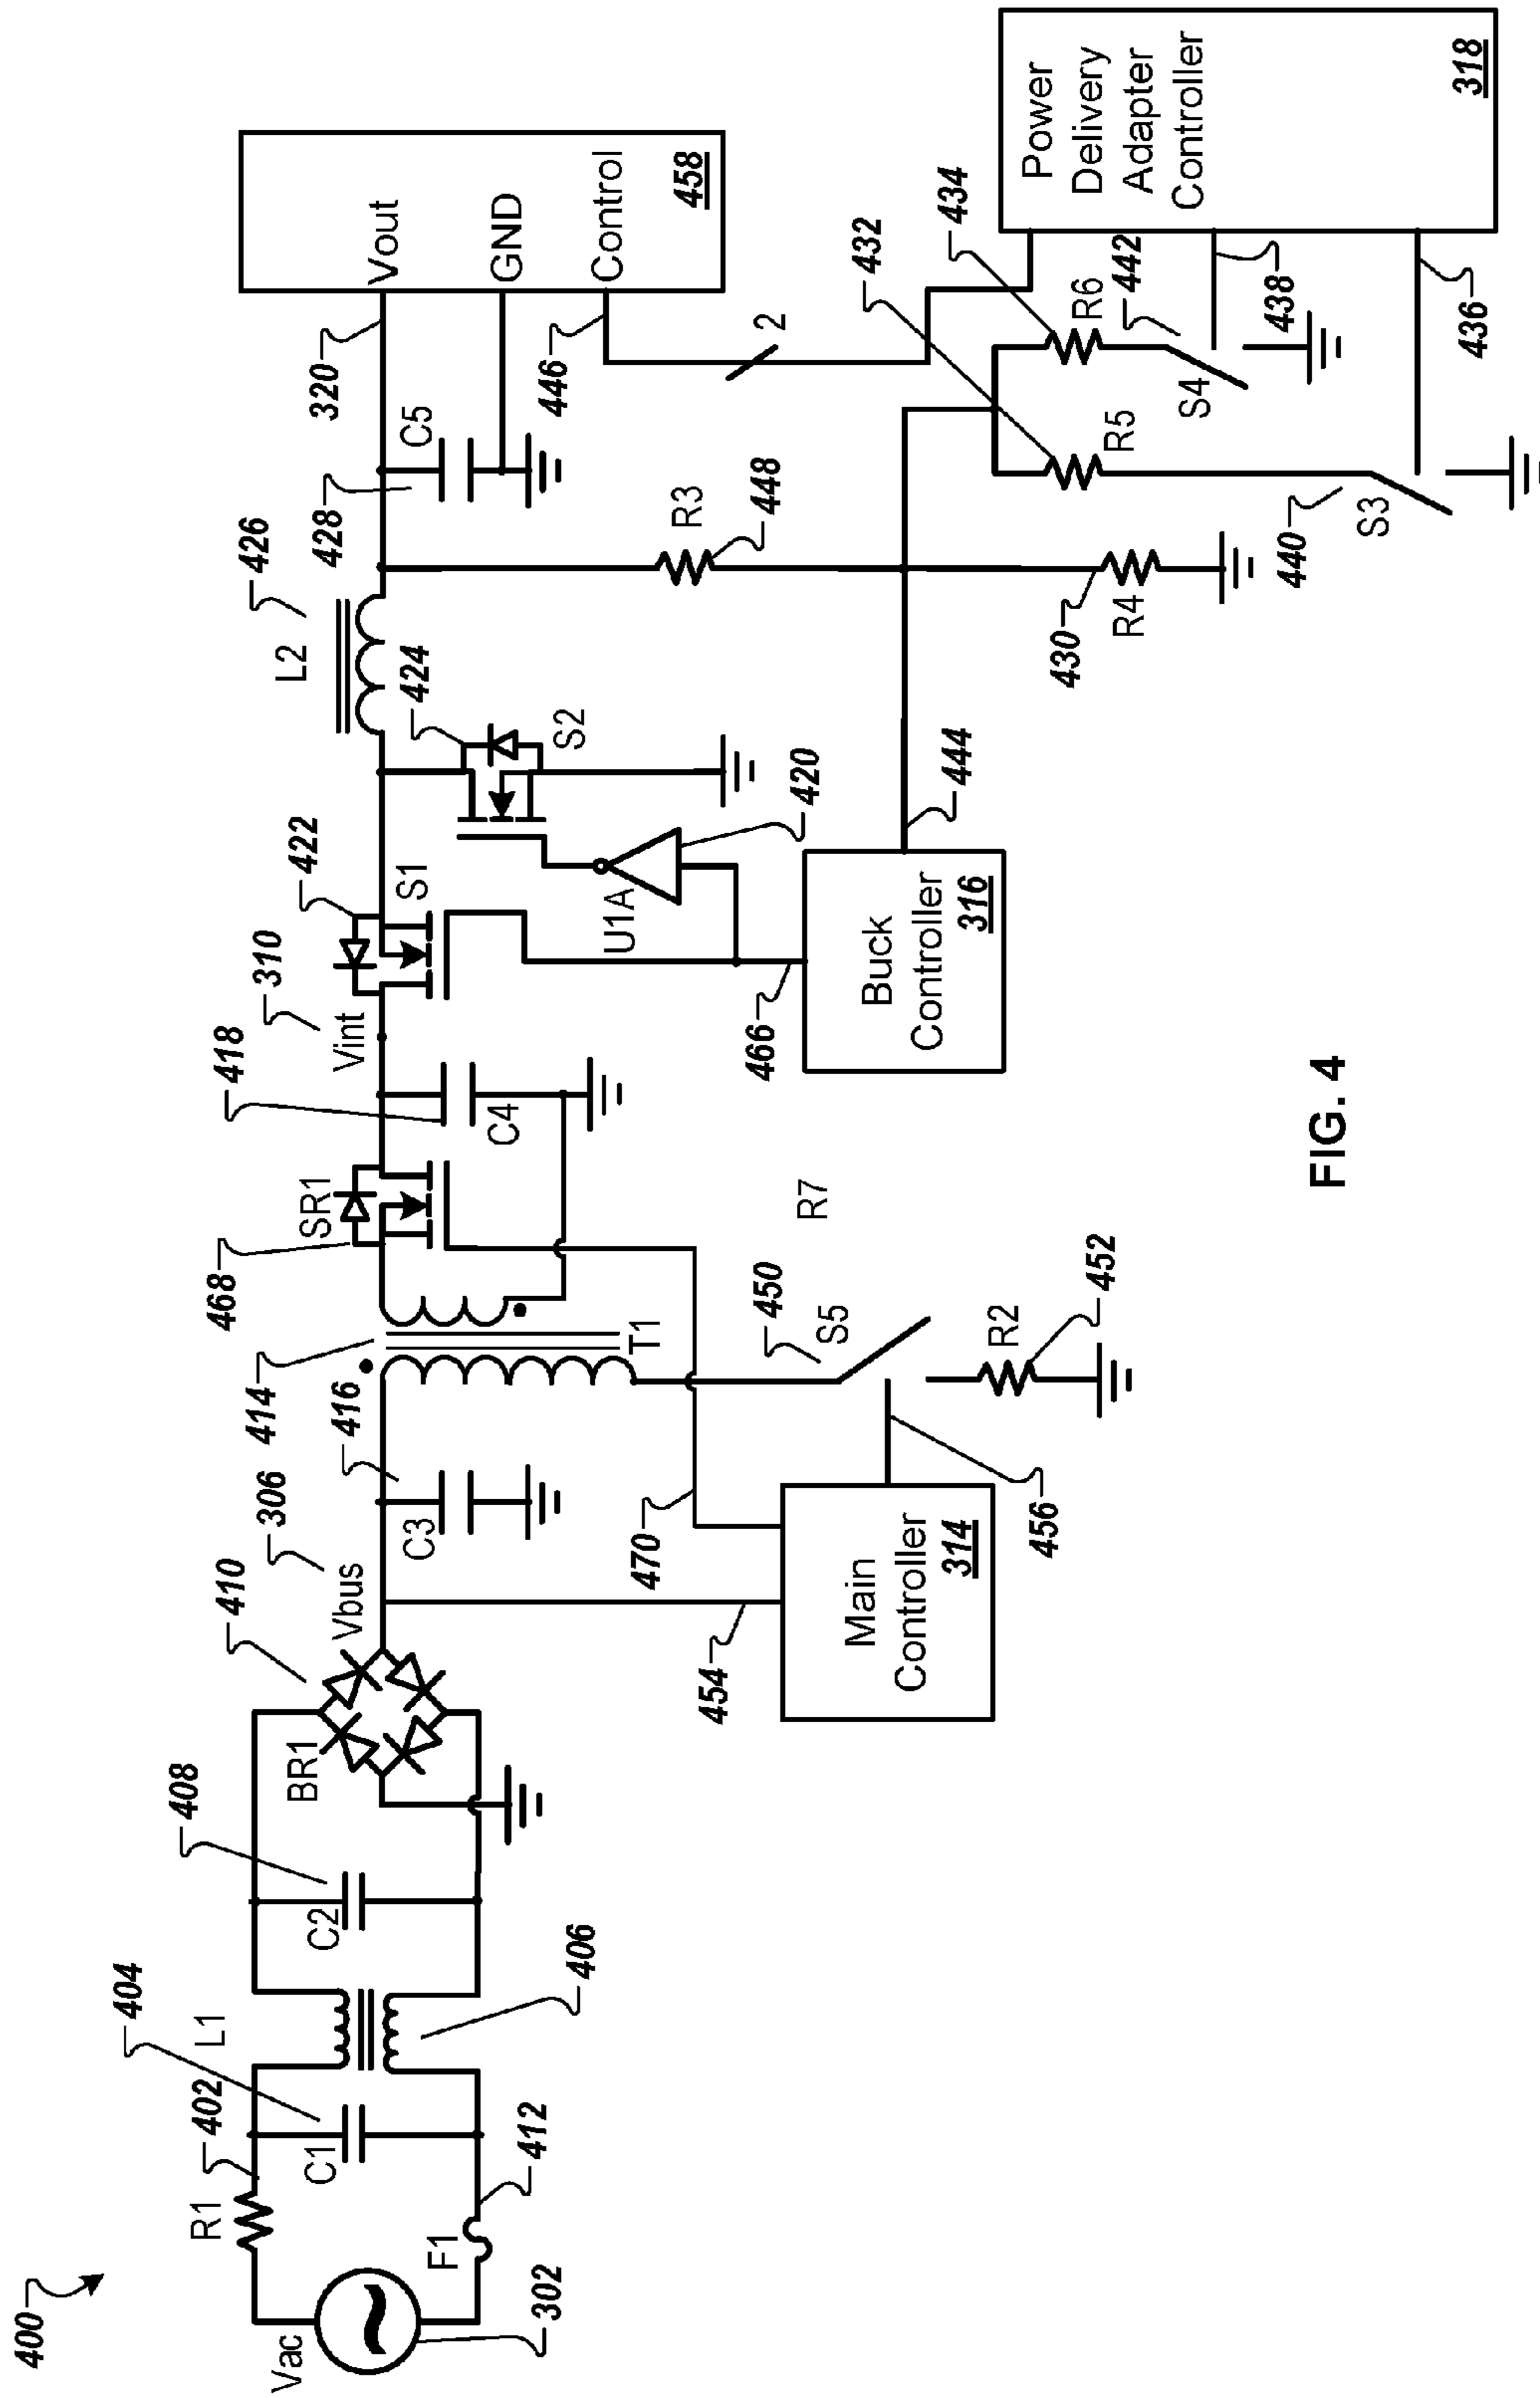 400
Vac
302
R1
402
F1
412
C1
404
L1
406
C2
408
BR1
410
Vbus
306
C3
416
414
T1
454
470
Main
Controller
314
456
S5
450
R2
452
R7
468
SR1
C4
418
Vint
310
S1
422
U1A
420
S2
424
466
Buck
Controller
316
444
L2
426
R3
448
R4
430
C5
428
320
Vout
GND
Control
458
446
2
R5
432
R6
434
S4
442
438
S3
440
436
Power
Delivery
Adapter
Controller
318
FIG. 4